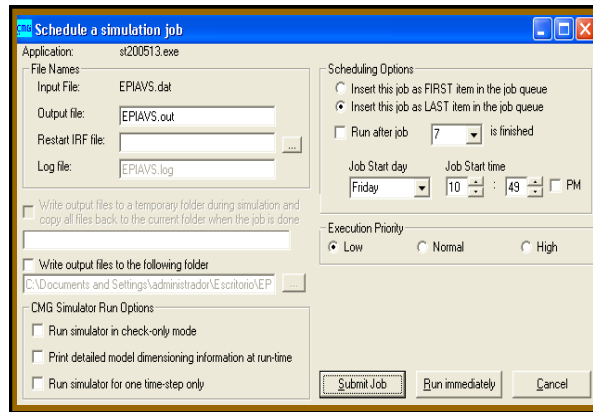 CMG Schedule a simulation job
Application: st200513.exe
File Names
Input File: EPIAVS.dat
Output file: EPIAVS.out
Restart IRF file: ...
Log file: EPIAVS.log
Write output files to a temporary folder during simulation and
copy all files back to the current folder when the job is done
Write output files to the following folder
C:\Documents and Settings\administrador\Escritorio\EP ...
CMG Simulator Run Options
Run simulator in check-only mode
Print detailed model dimensioning information at run-time
Run simulator for one time-step only
Scheduling Options
Insert this job as FIRST item in the job queue
Insert this job as LAST item in the job queue
Run after job 7 is finished
Job Start day Job Start time
Friday 10 : 49 PM
Execution Priority
Low Normal High
Submit Job Run immediately Cancel